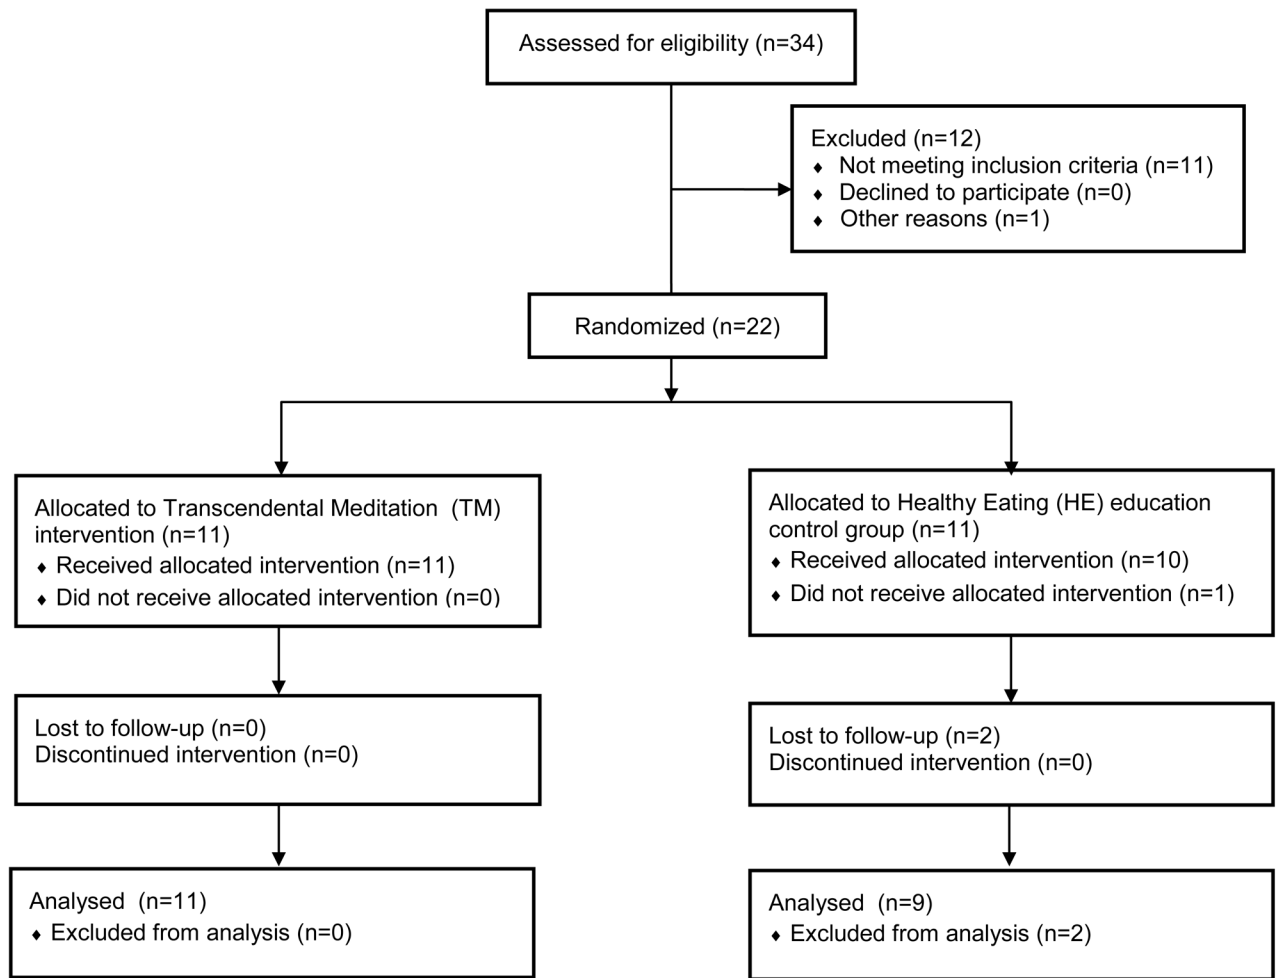 Assessed for eligibility (n=34)
Excluded (n=12)
♦ Not meeting inclusion criteria (n=11)
♦ Declined to participate (n=0)
♦ Other reasons (n=1)
Randomized (n=22)
Allocated to Transcendental Meditation (TM)
intervention (n=11)
♦ Received allocated intervention (n=11)
♦ Did not receive allocated intervention (n=0)
Allocated to Healthy Eating (HE) education
control group (n=11)
♦ Received allocated intervention (n=10)
♦ Did not receive allocated intervention (n=1)
Lost to follow-up (n=0)
Discontinued intervention (n=0)
Lost to follow-up (n=2)
Discontinued intervention (n=0)
Analysed (n=11)
♦ Excluded from analysis (n=0)
Analysed (n=9)
♦ Excluded from analysis (n=2)